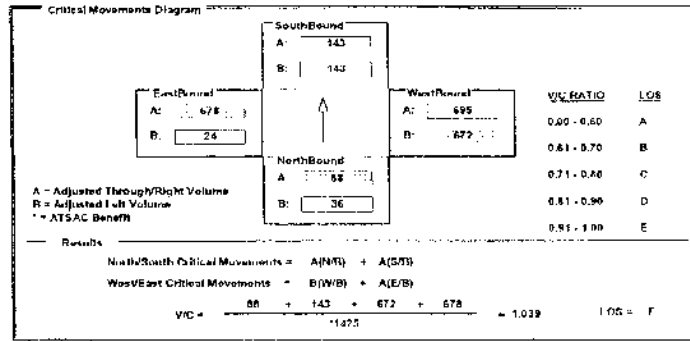 Critical Movements Diagram
SouthBound
A: 143
B: 143
EastBound
A: 678
B: 24
WestBound
A: 695
B: 672
NorthBound
A: 88
B: 36
V/C RATIO LOS
0.00 - 0.60 A
0.61 - 0.70 B
0.71 - 0.80 C
0.81 - 0.90 D
0.91 - 1.00 E
A = Adjusted Through/Right Volume
B = Adjusted Left Volume
* = ATSAC Benefit
Results
North/South Critical Movements = A(N/B) + A(S/B)
West/East Critical Movements = B(W/B) + A(E/B)
88 + 143 + 672 + 678
V/C = = 1.039 LOS = F
*1425